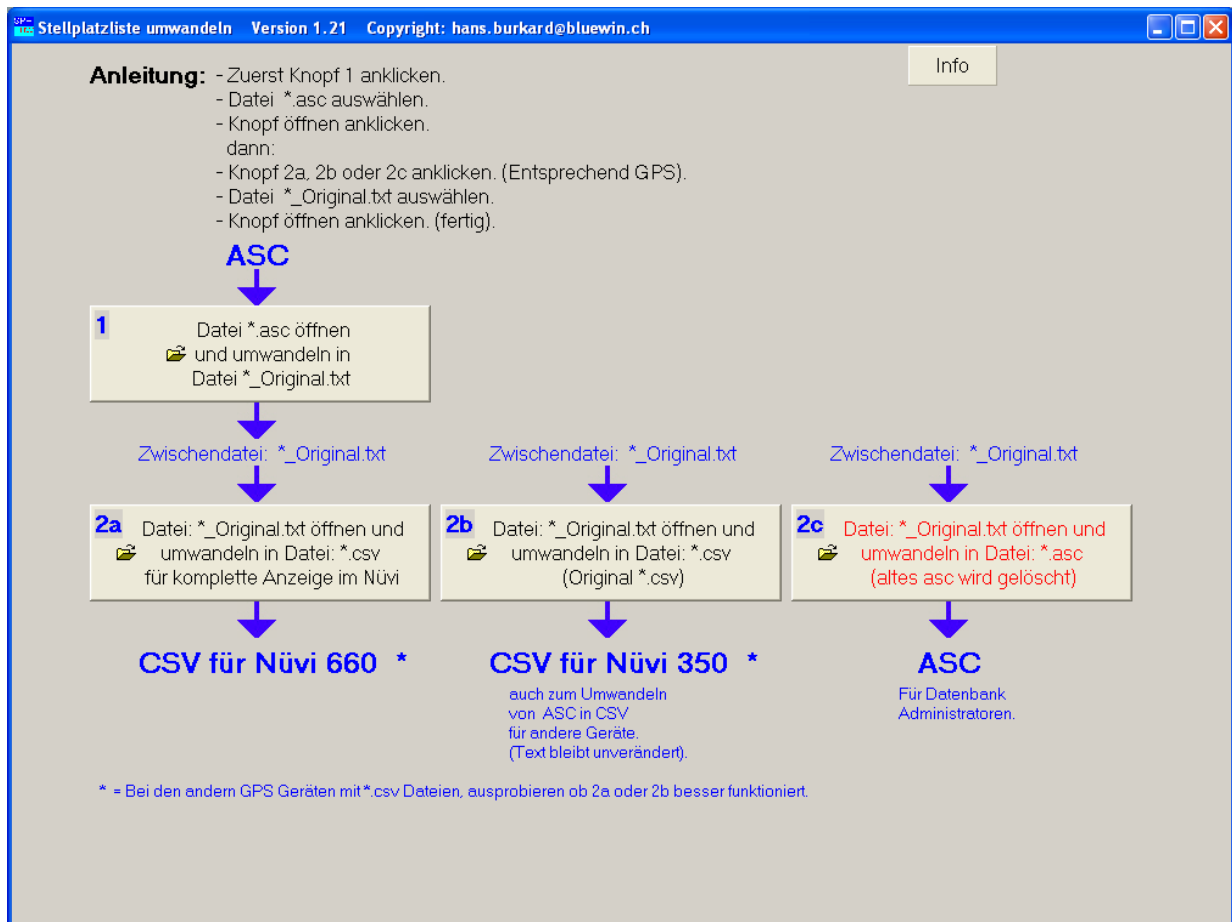 Stellplatzliste umwandeln   Version 1.21   Copyright: hans.burkard@bluewin.ch
Info
Anleitung: - Zuerst Knopf 1 anklicken.
- Datei *.asc auswählen.
- Knopf öffnen anklicken.
dann:
- Knopf 2a, 2b oder 2c anklicken. (Entsprechend GPS).
- Datei *_Original.txt auswählen.
- Knopf öffnen anklicken. (fertig).
ASC
1
Datei *.asc öffnen
und umwandeln in
Datei *_Original.txt
Zwischendatei: *_Original.txt
Zwischendatei: *_Original.txt
Zwischendatei: *_Original.txt
2a
Datei: *_Original.txt öffnen und
umwandeln in Datei: *.csv
für komplette Anzeige im Nüvi
2b
Datei: *_Original.txt öffnen und
umwandeln in Datei: *.csv
(Original *.csv)
2c
Datei: *_Original.txt öffnen und
umwandeln in Datei: *.asc
(altes asc wird gelöscht)
CSV für Nüvi 660 *
CSV für Nüvi 350 *
auch zum Umwandeln
von ASC in CSV
für andere Geräte.
(Text bleibt unverändert).
ASC
Für Datenbank
Administratoren.
* = Bei den andern GPS Geräten mit *.csv Dateien, ausprobieren ob 2a oder 2b besser funktioniert.